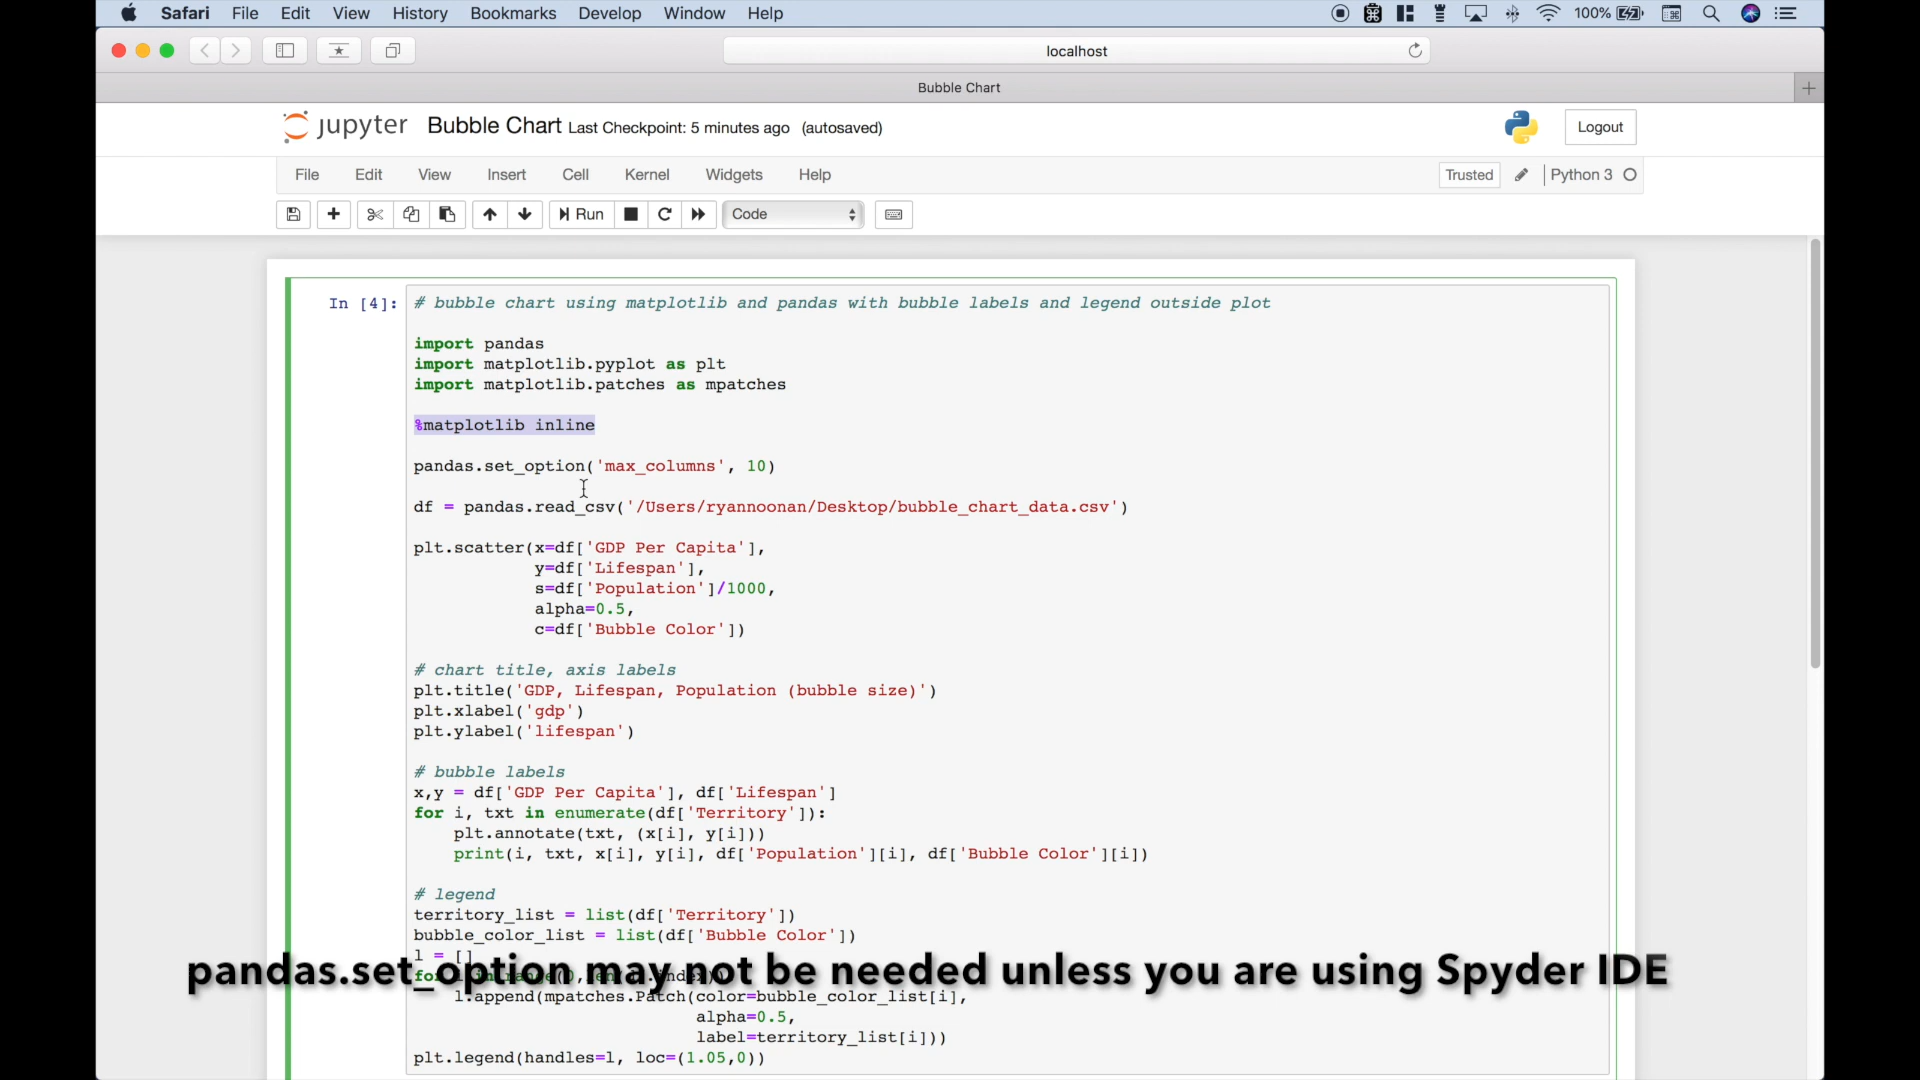 Safari File Edit View History Bookmarks Develop Window Help 100%
localhost
Bubble Chart
jupyter Bubble Chart Last Checkpoint: 5 minutes ago (autosaved) Logout
File Edit View Insert Cell Kernel Widgets Help Trusted Python 3
Run Code
In [4]: # bubble chart using matplotlib and pandas with bubble labels and legend outside plot
import pandas
import matplotlib.pyplot as plt
import matplotlib.patches as mpatches
%matplotlib inline
pandas.set_option('max_columns', 10)
df = pandas.read_csv('/Users/ryannoonan/Desktop/bubble_chart_data.csv')
plt.scatter(x=df['GDP Per Capita'],
y=df['Lifespan'],
s=df['Population']/1000,
alpha=0.5,
c=df['Bubble Color'])
# chart title, axis labels
plt.title('GDP, Lifespan, Population (bubble size)')
plt.xlabel('gdp')
plt.ylabel('lifespan')
# bubble labels
x,y = df['GDP Per Capita'], df['Lifespan']
for i, txt in enumerate(df['Territory']):
plt.annotate(txt, (x[i], y[i]))
print(i, txt, x[i], y[i], df['Population'][i], df['Bubble Color'][i])
# legend
territory_list = list(df['Territory'])
bubble_color_list = list(df['Bubble Color'])
l = []
pandas.set_option may not be needed unless you are using Spyder IDE
l.append(mpatches.Patch(color=bubble_color_list[i],
alpha=0.5,
label=territory_list[i]))
plt.legend(handles=l, loc=(1.05,0))